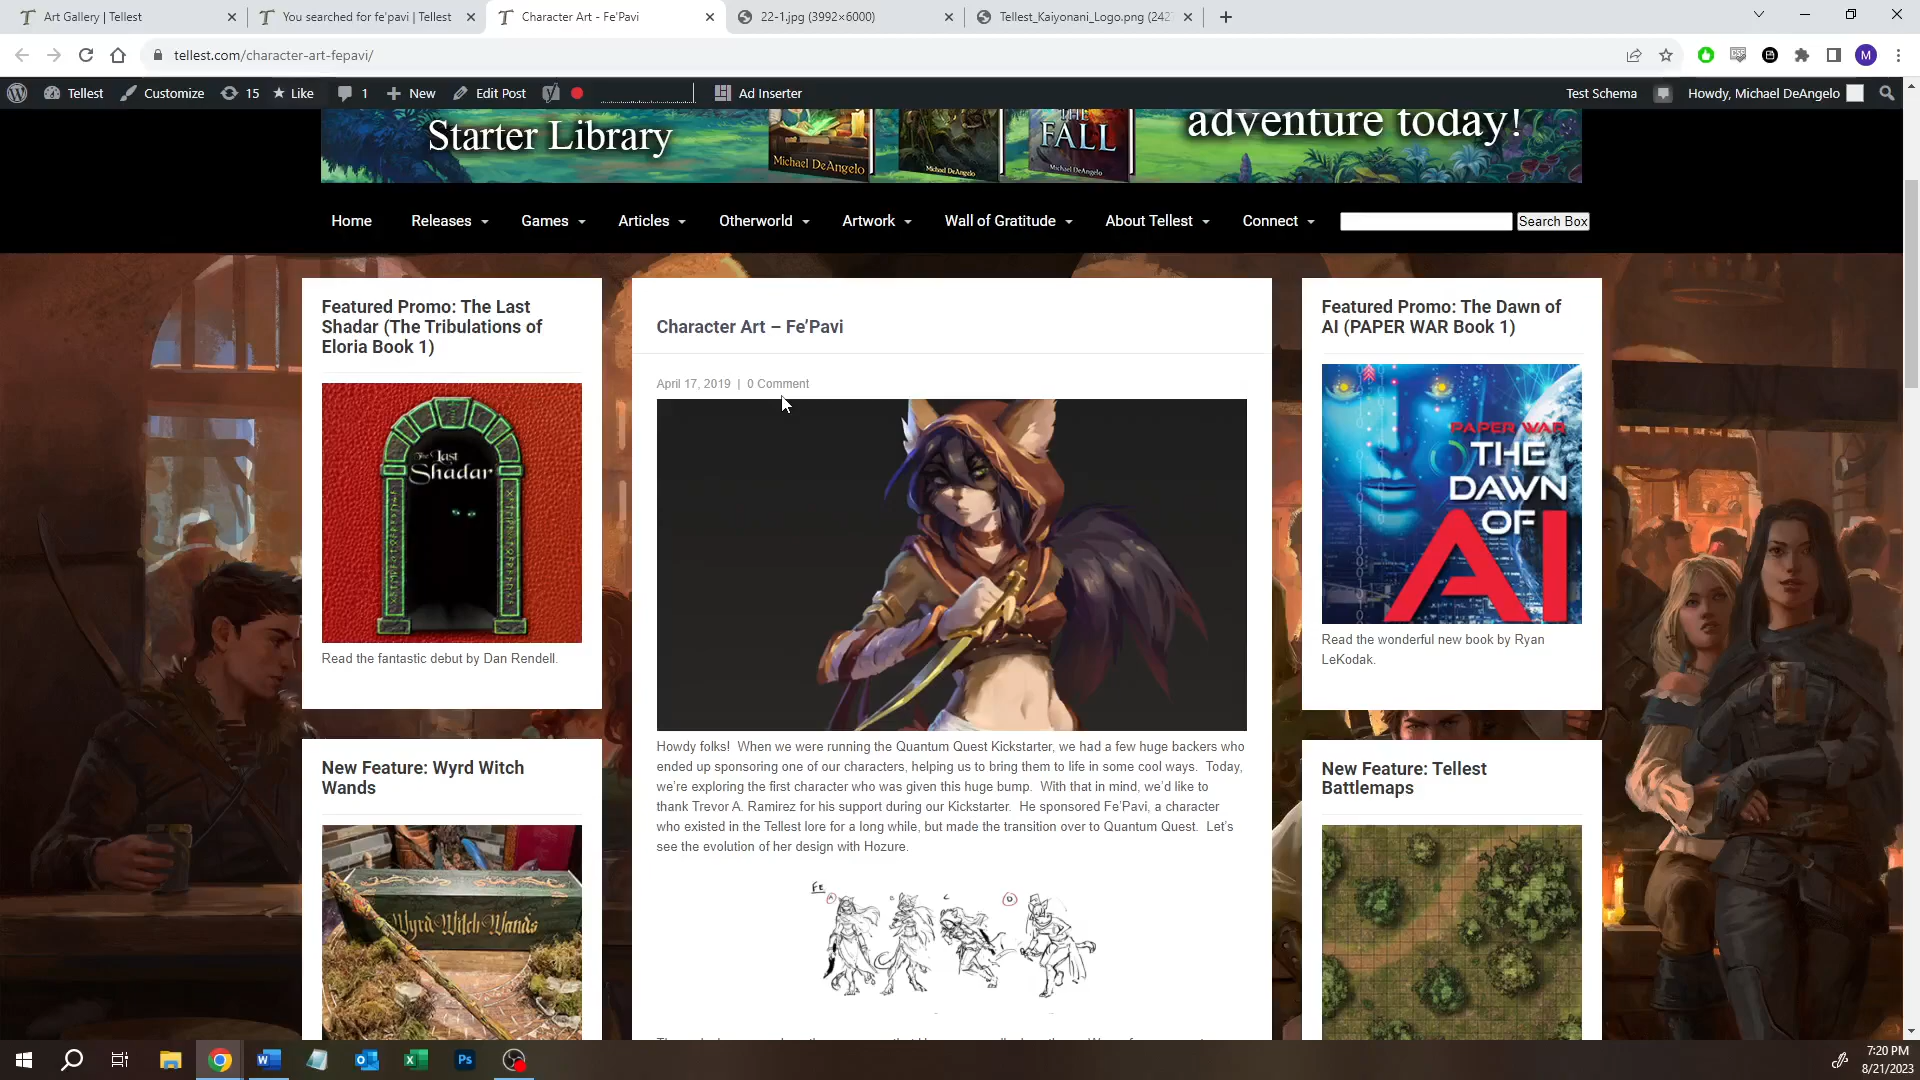 Art Gallery | Tellest
You searched for fe'pavi | Tellest
Character Art - Fe'Pavi
22-1.jpg (3992×6000)
Tellest_Kaiyonani_Logo.png (242
tellest.com/character-art-fepavi/
M
Tellest
Customize
15
Like
1
New
Edit Post
Ad Inserter
Test Schema
Howdy, Michael DeAngelo
Starter Library
Michael DeAngelo
Michael DeAngelo
THE
FALL
Michael DeAngelo
adventure today!
Home
Releases
Games
Articles
Otherworld
Artwork
Wall of Gratitude
About Tellest
Connect
Search Box
Featured Promo: The Last
Shadar (The Tribulations of
Eloria Book 1)
The Last
Shadar
Read the fantastic debut by Dan Rendell.
New Feature: Wyrd Witch
Wands
Wyrd Witch Wands
Character Art – Fe’Pavi
April 17, 2019 | 0 Comment
Howdy folks! When we were running the Quantum Quest Kickstarter, we had a few huge backers who
ended up sponsoring one of our characters, helping us to bring them to life in some cool ways. Today,
we’re exploring the first character who was given this huge bump. With that in mind, we’d like to
thank Trevor A. Ramirez for his support during our Kickstarter. He sponsored Fe’Pavi, a character
who existed in the Tellest lore for a long while, but made the transition over to Quantum Quest. Let’s
see the evolution of her design with Hozure.
FE
Featured Promo: The Dawn of
AI (PAPER WAR Book 1)
PAPER WAR
THE
DAWN
OF
AI
Read the wonderful new book by Ryan
LeKodak.
New Feature: Tellest
Battlemaps
7:20 PM
8/21/2023